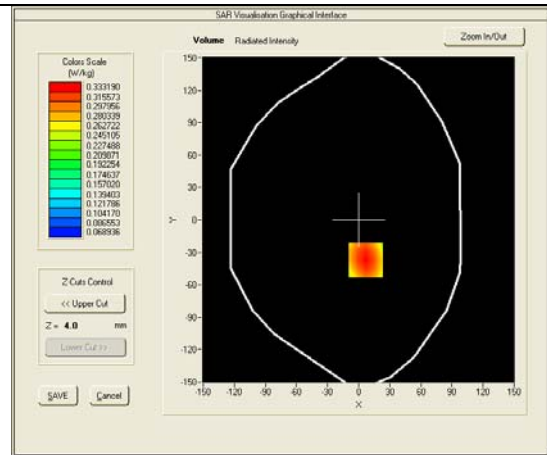 SAR Visualisation Graphical Interface
Volume Radiated Intensity
Zoom In/Out
Colors Scale
(W/kg)
0.333190
0.315573
0.297956
0.280339
0.262722
0.245105
0.227488
0.209871
0.192254
0.174637
0.157020
0.139403
0.121786
0.104170
0.086553
0.068936
Z Cuts Control
<< Upper Cut
Z = 4.0 mm
Lower Cut >>
SAVE Cancel
150
120
90
60
30
0
-30
-60
-90
-120
-150
Y
-150 -120 -90 -60 -30 0 30 60 90 120 150
X